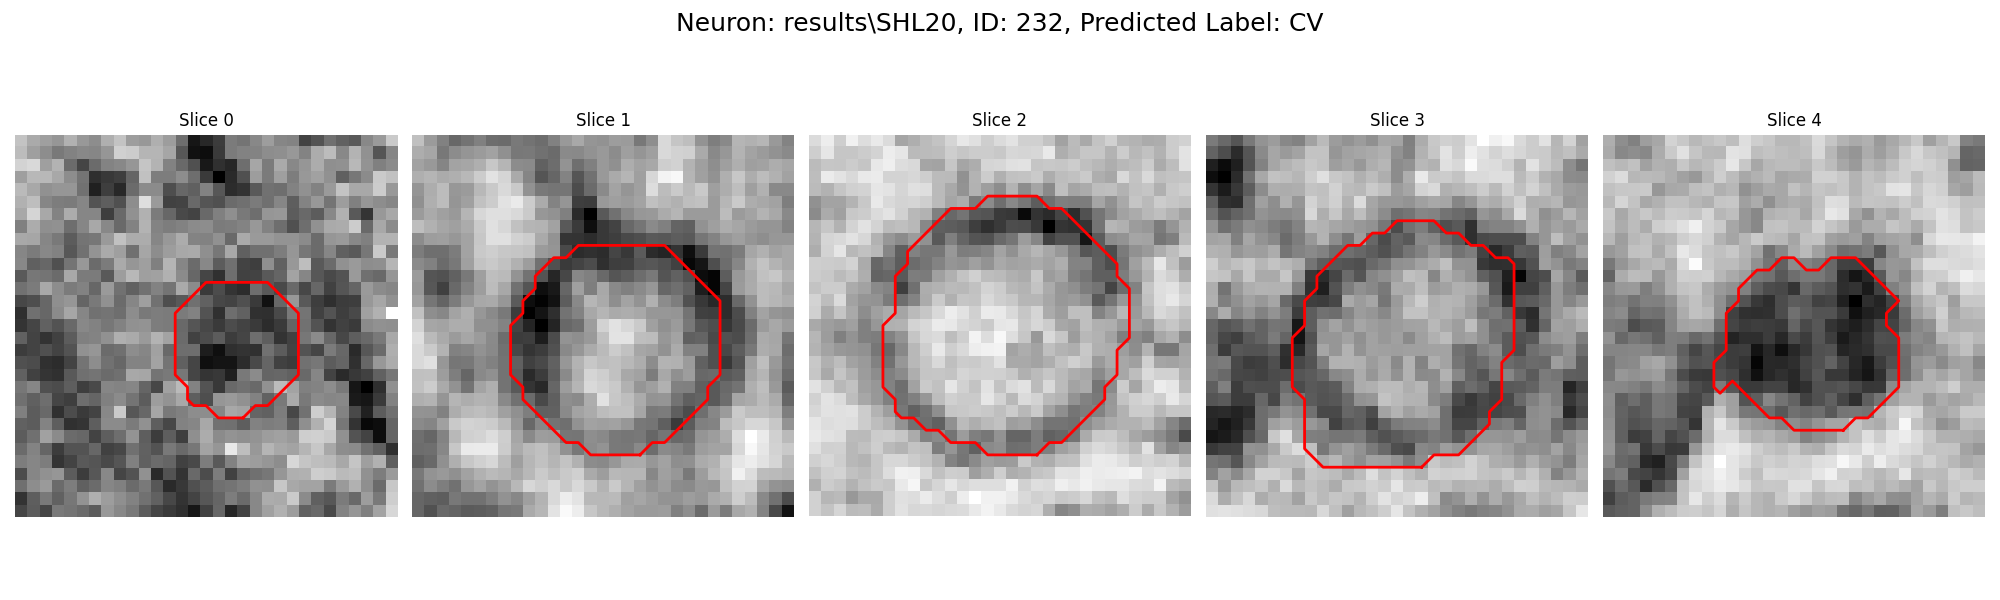 Neuron: results\SHL20, ID: 232, Predicted Label: CV
Slice 0
Slice 1
Slice 2
Slice 3
Slice 4